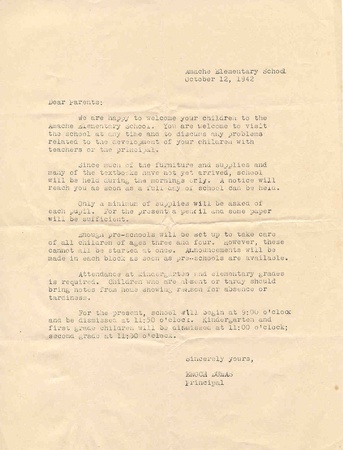 Amache Elementary School
October 12, 1942
Dear Parents;
We are happy to welcome your children to the
Amache Elementary School. You are welcome to visit
the school at any time and to discuss any problems
related to the development of your children with
teachers or the principal.
Since much of the furniture and supplies and
many of the textbooks have not yet arrived, school
will be held during the mornings only. A notice will
reach you as soon as a full day of school can be held.
Only a minimum of supplies will be asked of
each pupil. For the present a pencil and some paper
will be sufficient.
Enough pre-schools will be set up to take care
of all children of ages three and four. However, these
cannot all be started at once. Announcements will be
made in each block as soon as pre-schools are available.
Attendance at Kindergarten and elementary grades
is required. Children who are absent or tardy should
bring notes from home showing reason for absence or
tardiness.
For the present, school will begin at 9:00 o'clock
and be dismissed at 11:50 o'clock. Kindergarten and
first grade children will be dismissed at 11:00 o'clock;
second grade at 11:30 o'clock.
Sincerely yours,
ENOCH DUMAS
Principal